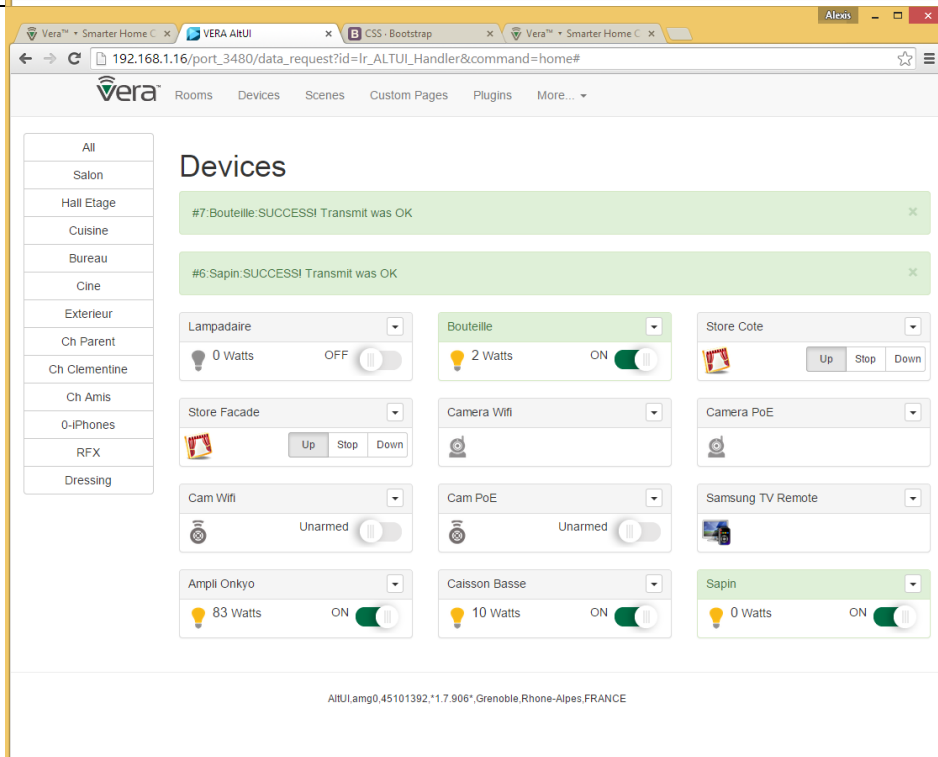 Alexis
Vera™ • Smarter Home C
VERA AltUI
B CSS · Bootstrap
Vera™ • Smarter Home C
192.168.1.16/port_3480/data_request?id=lr_ALTUI_Handler&command=home#
vera™ Rooms Devices Scenes Custom Pages Plugins More...
All
Salon
Hall Etage
Cuisine
Bureau
Cine
Exterieur
Ch Parent
Ch Clementine
Ch Amis
0-iPhones
RFX
Dressing
Devices
#7:Bouteille:SUCCESS! Transmit was OK ×
#6:Sapin:SUCCESS! Transmit was OK ×
Lampadaire
0 Watts OFF
Bouteille
2 Watts ON
Store Cote
Up Stop Down
Store Facade
Up Stop Down
Camera Wifi
Camera PoE
Cam Wifi
Unarmed
Cam PoE
Unarmed
Samsung TV Remote
Ampli Onkyo
83 Watts ON
Caisson Basse
10 Watts ON
Sapin
0 Watts ON
AltUI,amg0,45101392,*1.7.906*,Grenoble,Rhone-Alpes,FRANCE